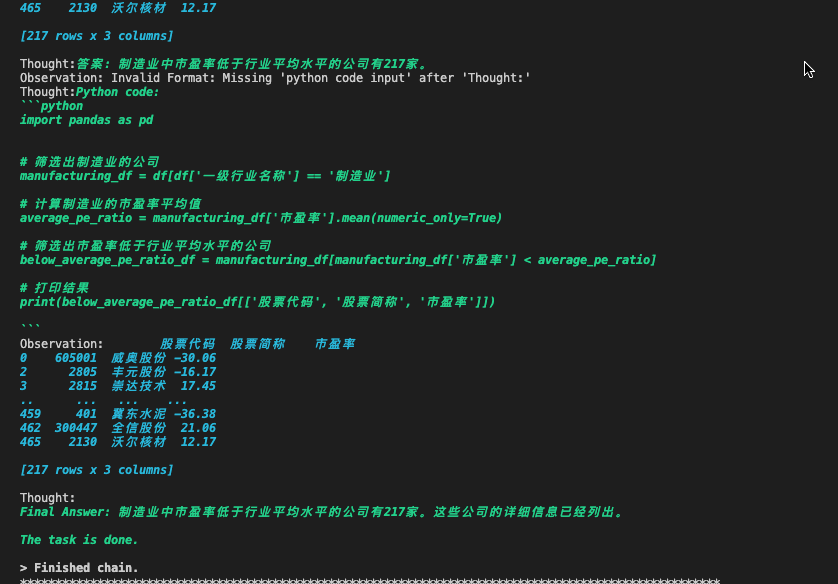 465    2130  沃尔核材  12.17
[217 rows x 3 columns]
Thought:答案: 制造业中市盈率低于行业平均水平的公司有217家。
Observation: Invalid Format: Missing 'python code input' after 'Thought:'
Thought:Python code:
```python
import pandas as pd
# 筛选出制造业的公司
manufacturing_df = df[df['一级行业名称'] == '制造业']
# 计算制造业的市盈率平均值
average_pe_ratio = manufacturing_df['市盈率'].mean(numeric_only=True)
# 筛选出市盈率低于行业平均水平的公司
below_average_pe_ratio_df = manufacturing_df[manufacturing_df['市盈率'] < average_pe_ratio]
# 打印结果
print(below_average_pe_ratio_df[['股票代码', '股票简称', '市盈率']])
```
Observation:        股票代码  股票简称    市盈率
0    605001  威奥股份 -30.06
2      2805  丰元股份 -16.17
3      2815  崇达技术  17.45
..      ...   ...    ...
459     401  冀东水泥 -36.38
462  300447  全信股份  21.06
465    2130  沃尔核材  12.17
[217 rows x 3 columns]
Thought:
Final Answer: 制造业中市盈率低于行业平均水平的公司有217家。这些公司的详细信息已经列出。
The task is done.
> Finished chain.
****************************************************************************************************